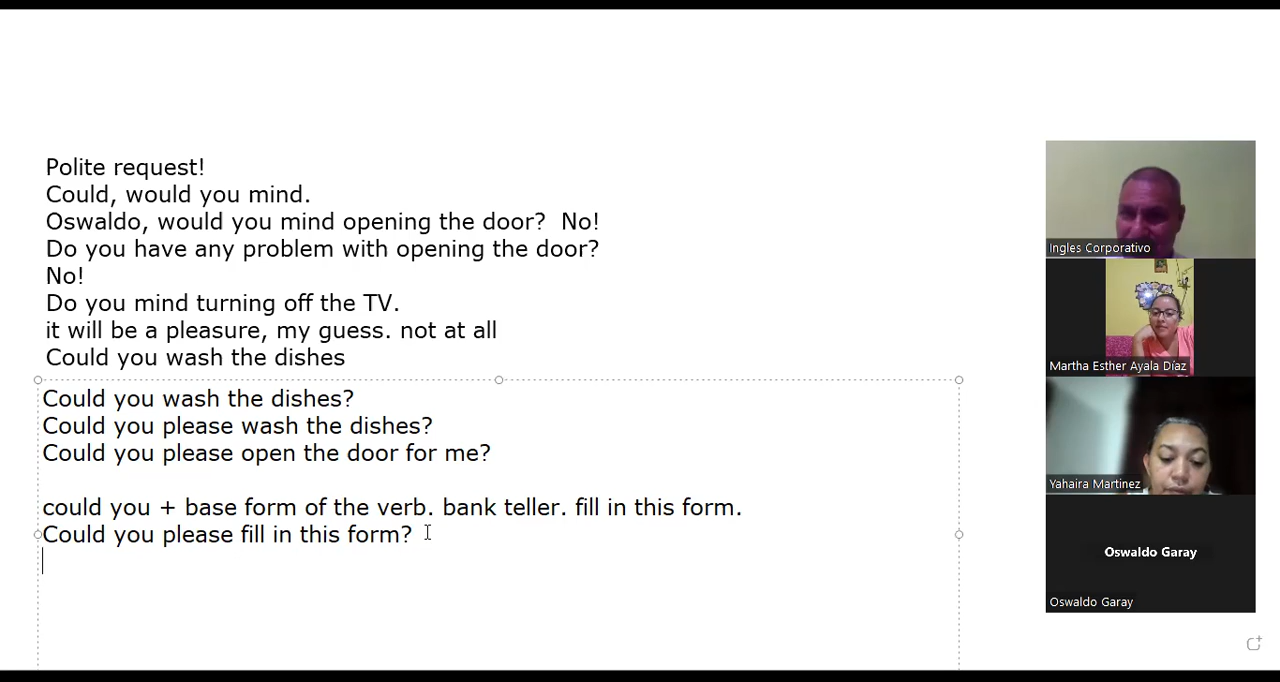 Polite request!
Could, would you mind.
Oswaldo, would you mind opening the door?  No!
Do you have any problem with opening the door?
No!
Do you mind turning off the TV.
it will be a pleasure, my guess. not at all
Could you wash the dishes
Could you wash the dishes?
Could you please wash the dishes?
Could you please open the door for me?
could you + base form of the verb. bank teller. fill in this form.
Could you please fill in this form?
Ingles Corporativo
Martha Esther Ayala Díaz
Yahaira Martinez
Oswaldo Garay
Oswaldo Garay